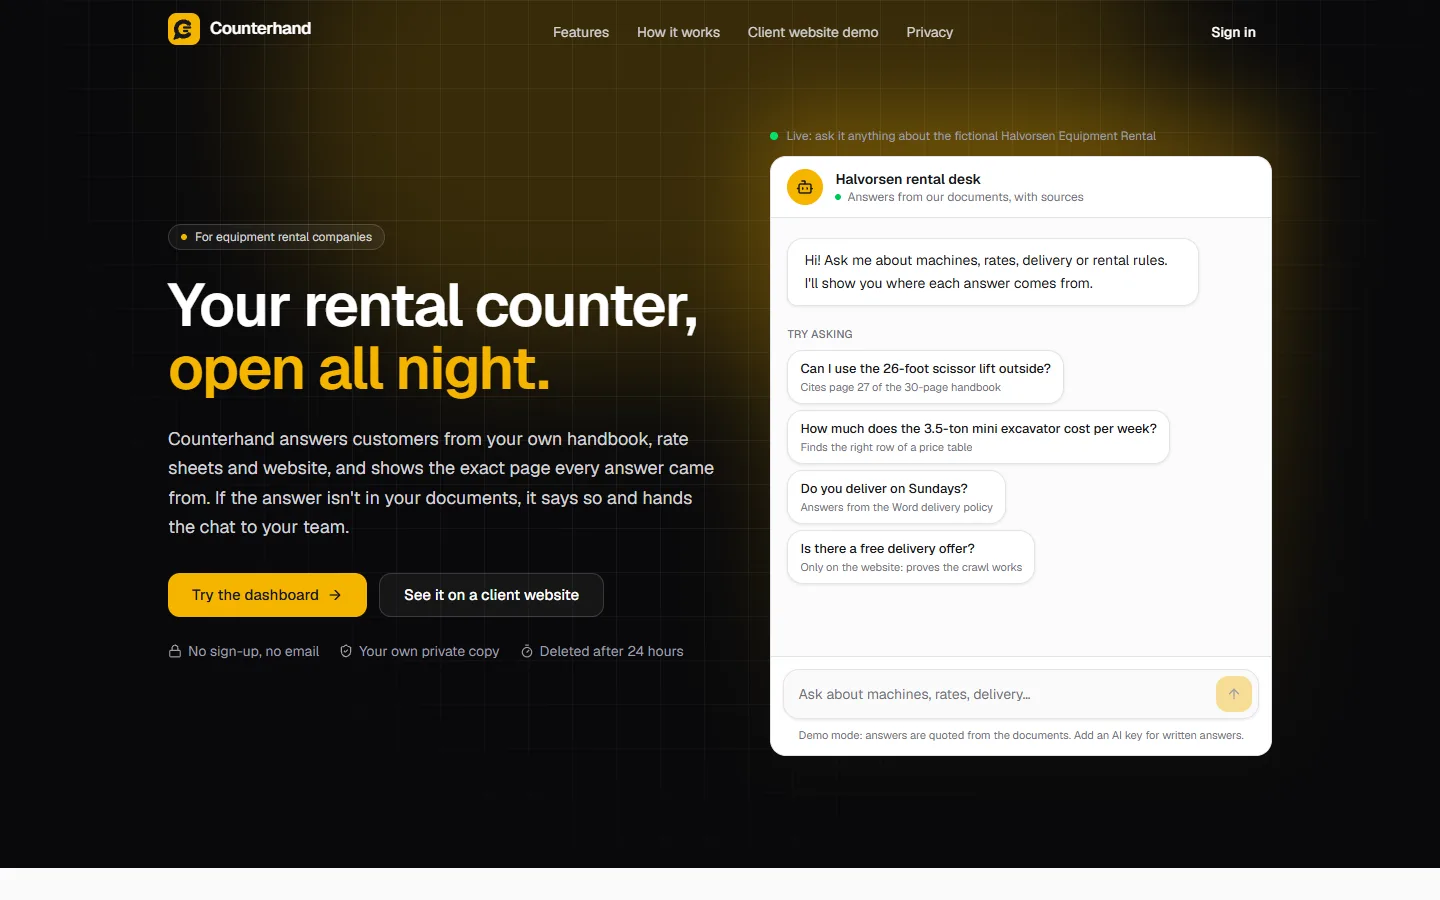 Counterhand
Features
How it works
Client website demo
Privacy
Sign in
For equipment rental companies
Your rental counter,
open all night.
Counterhand answers customers from your own handbook, rate
sheets and website, and shows the exact page every answer came
from. If the answer isn't in your documents, it says so and hands
the chat to your team.
Try the dashboard
See it on a client website
No sign-up, no email
Your own private copy
Deleted after 24 hours
Live: ask it anything about the fictional Halvorsen Equipment Rental
Halvorsen rental desk
Answers from our documents, with sources
Hi! Ask me about machines, rates, delivery or rental rules.
I'll show you where each answer comes from.
TRY ASKING
Can I use the 26-foot scissor lift outside?
Cites page 27 of the 30-page handbook
How much does the 3.5-ton mini excavator cost per week?
Finds the right row of a price table
Do you deliver on Sundays?
Answers from the Word delivery policy
Is there a free delivery offer?
Only on the website: proves the crawl works
Ask about machines, rates, delivery…
Demo mode: answers are quoted from the documents. Add an AI key for written answers.